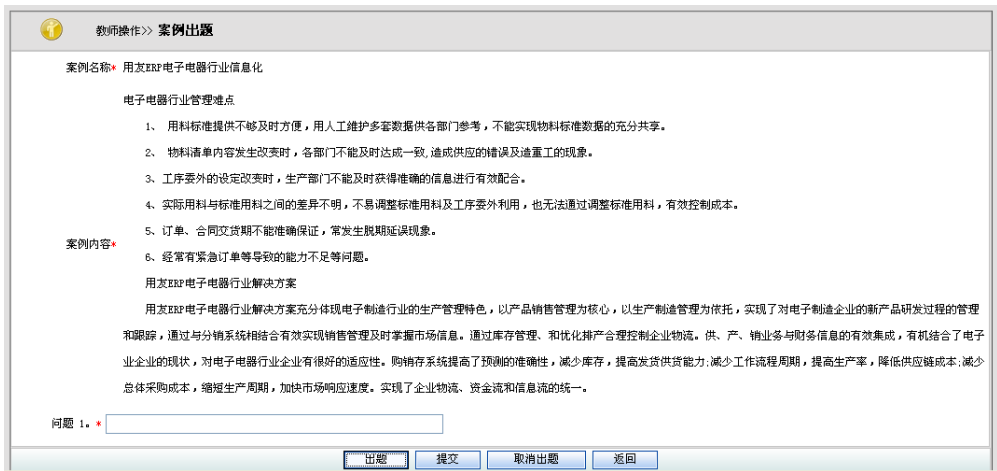 教师操作>> 案例出题
案例名称* 用友ERP电子电器行业信息化
电子电器行业管理难点
1、 用料标准提供不够及时方便，用人工维护多套数据供各部门参考，不能实现物料标准数据的充分共享。
2、 物料清单内容发生改变时，各部门不能及时达成一致,造成供应的错误及造重工的现象。
3、工序委外的设定改变时，生产部门不能及时获得准确的信息进行有效配合。
4、实际用料与标准用料之间的差异不明，不易调整标准用料及工序委外利用，也无法通过调整标准用料，有效控制成本。
5、订单、合同交货期不能准确保证，常发生脱期延误现象。
案例内容*
6、经常有紧急订单等导致的能力不足等问题。
用友ERP电子电器行业解决方案
用友ERP电子电器行业解决方案充分体现电子制造行业的生产管理特色，以产品销售管理为核心，以生产制造管理为依托，实现了对电子制造企业的新产品研发过程的管理
和跟踪，通过与分销系统相结合有效实现销售管理及时掌握市场信息。通过库存管理、和优化排产合理控制企业物流。供、产、销业务与财务信息的有效集成，有机结合了电子
业企业的现状，对电子电器行业企业有很好的适应性。购销存系统提高了预测的准确性，减少库存，提高发货供货能力;减少工作流程周期，提高生产率，降低供应链成本;减少
总体采购成本，缩短生产周期，加快市场响应速度。实现了企业物流、资金流和信息流的统一。
问题 1。*
出题 提交 取消出题 返回